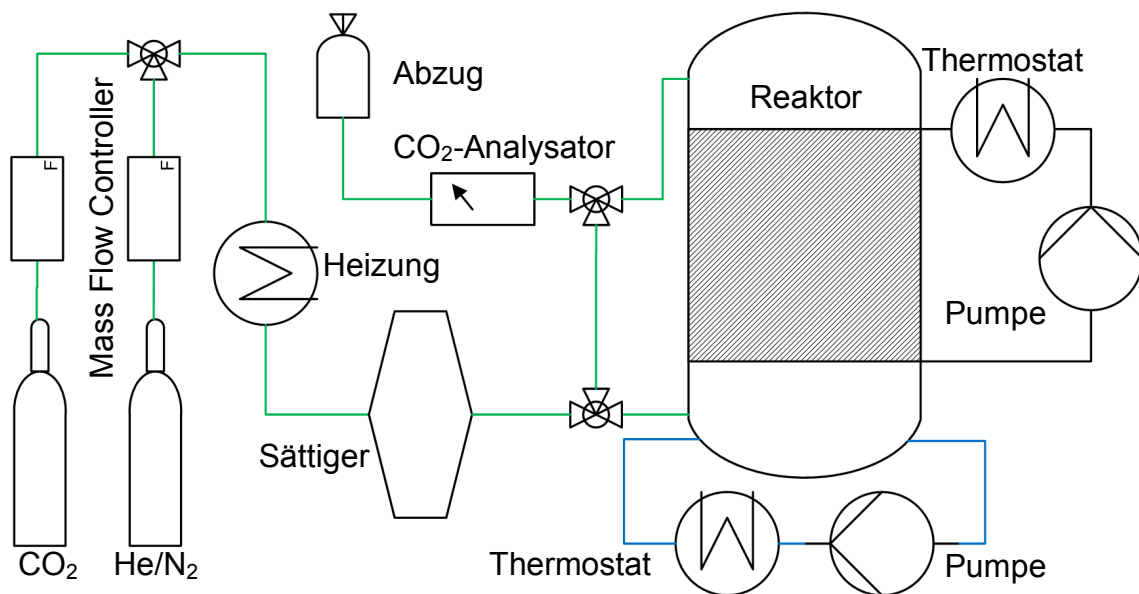 Abzug
Thermostat
Reaktor
CO₂-Analysator
F
F
Mass Flow Controller
Heizung
Pumpe
Sättiger
CO₂
He/N₂
Thermostat
Pumpe